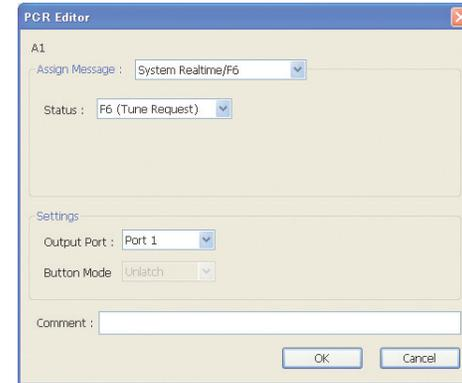 PCR Editor
A1
Assign Message : System Realtime/F6
Status : F6 (Tune Request)
Settings
Output Port : Port 1
Button Mode Unlatch
Comment :
OK Cancel